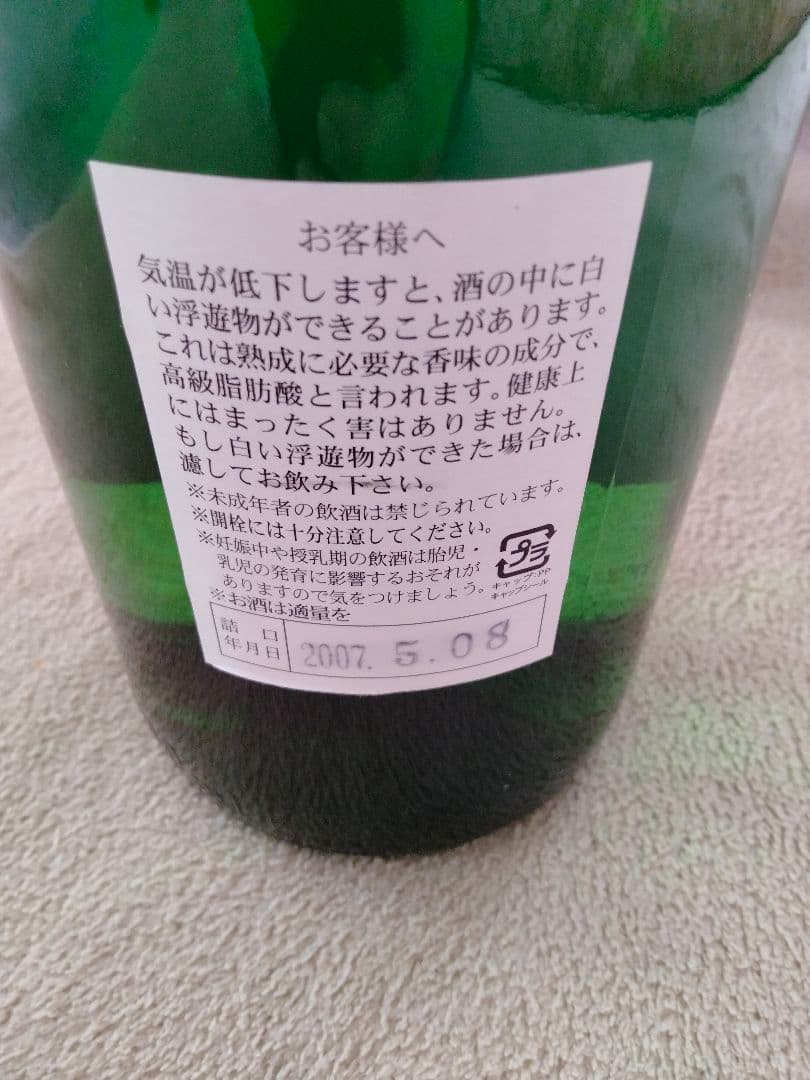 お客様へ
気温が低下しますと、酒の中に白
い浮遊物ができることがあります。
これは熟成に必要な香味の成分で、
高級脂肪酸と言われます。健康上
にはまったく害はありません。
もし白い浮遊物ができた場合は、
濾してお飲み下さい。
※未成年者の飲酒は禁じられています。
※開栓には十分注意してください。
※妊娠中や授乳期の飲酒は胎児・
乳児の発育に影響するおそれが
ありますので気をつけましょう。
※お酒は適量を
プラ
キャップ:PP
キャップシール
詰口
年月日
2007. 5.08